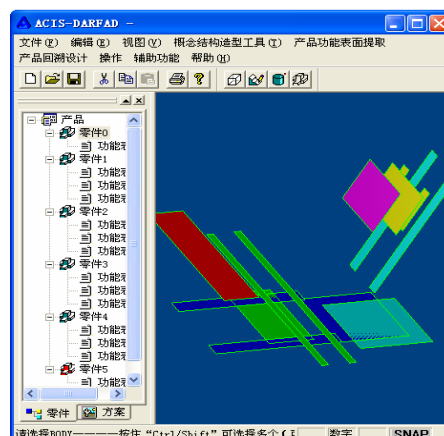 ACIS-DARFAD -
文件(F) 编辑(E) 视图(V) 概念结构造型工具(T) 产品功能表面提取
产品回溯设计 操作 辅助功能 帮助(H)
产品
零件0
功能
零件1
功能
功能
功能
零件2
功能
功能
功能
零件3
功能
功能
功能
零件4
功能
功能
功能
零件5
功能
零件 方案
请选择BODY————按住“Ctrl/Shift”可选择多个( 数字 SNAP